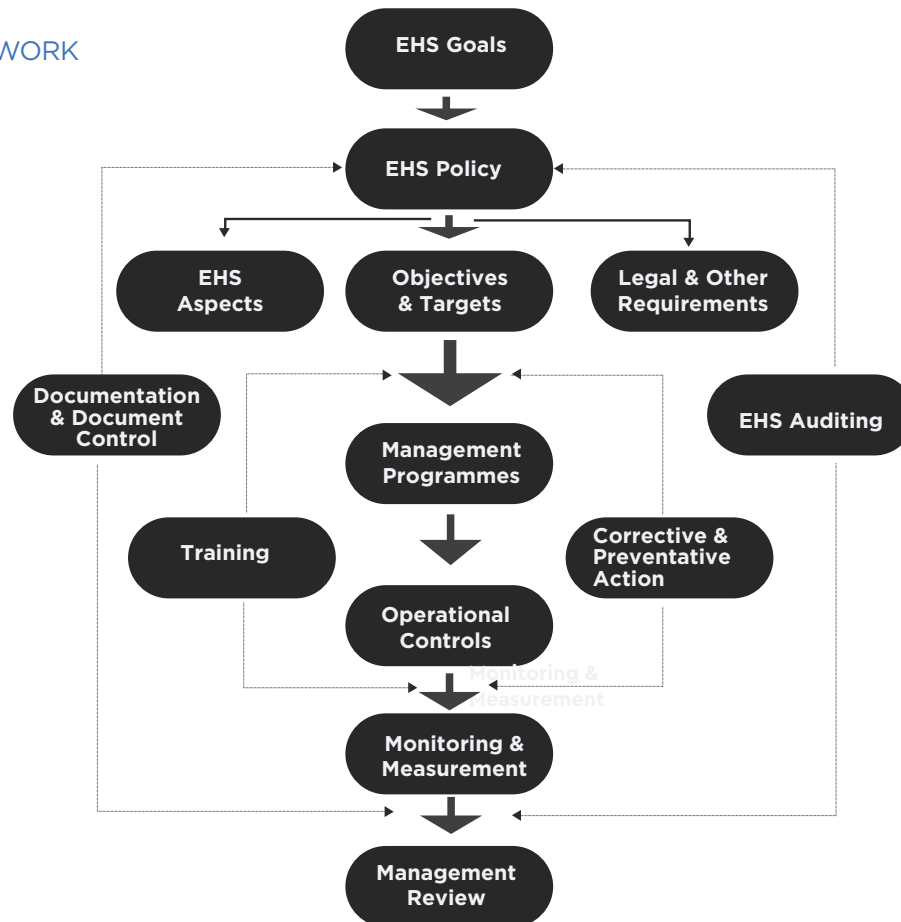 WORK
EHS Goals
EHS Policy
EHS
Aspects
Objectives
& Targets
Legal & Other
Requirements
Documentation
& Document
Control
EHS Auditing
Management
Programmes
Training
Corrective &
Preventative
Action
Operational
Controls
Monitoring &
Measurement
Monitoring &
Measurement
Management
Review